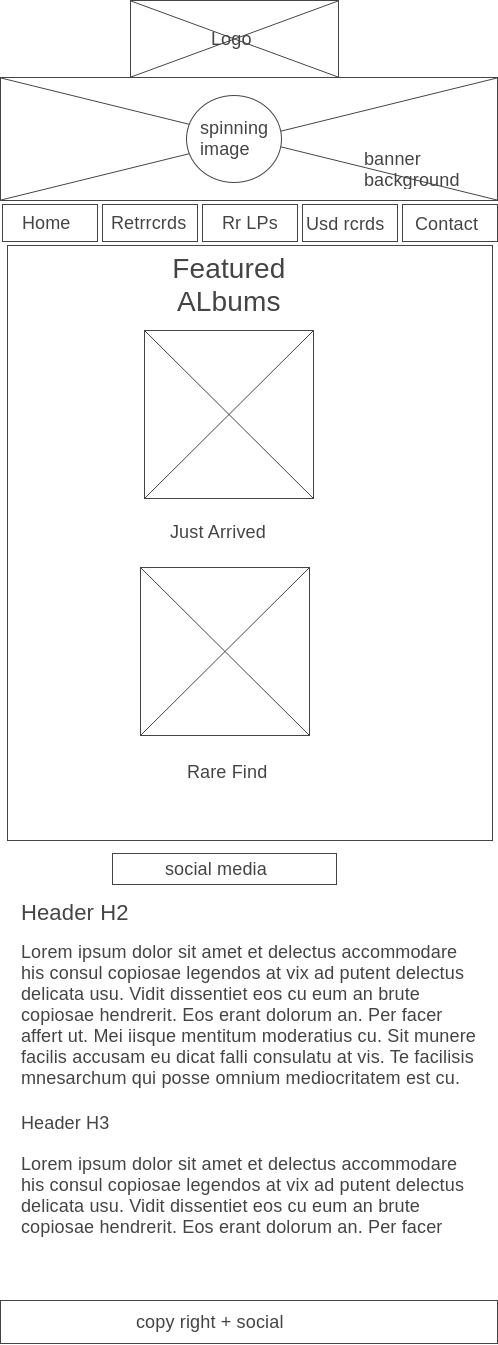 Logo
spinning
image
banner
background
Home
Retrrcrds
Rr LPs
Usd rcrds
Contact
Featured
ALbums
Just Arrived
Rare Find
social media
Header H2
Lorem ipsum dolor sit amet et delectus accommodare
his consul copiosae legendos at vix ad putent delectus
delicata usu. Vidit dissentiet eos cu eum an brute
copiosae hendrerit. Eos erant dolorum an. Per facer
affert ut. Mei iisque mentitum moderatius cu. Sit munere
facilis accusam eu dicat falli consulatu at vis. Te facilisis
mnesarchum qui posse omnium mediocritatem est cu.
Header H3
Lorem ipsum dolor sit amet et delectus accommodare
his consul copiosae legendos at vix ad putent delectus
delicata usu. Vidit dissentiet eos cu eum an brute
copiosae hendrerit. Eos erant dolorum an. Per facer
copy right + social